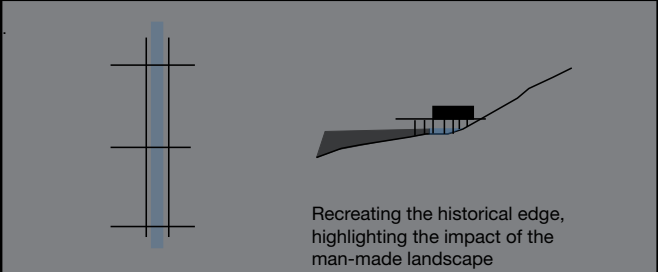 Recreating the historical edge,
highlighting the impact of the
man-made landscape